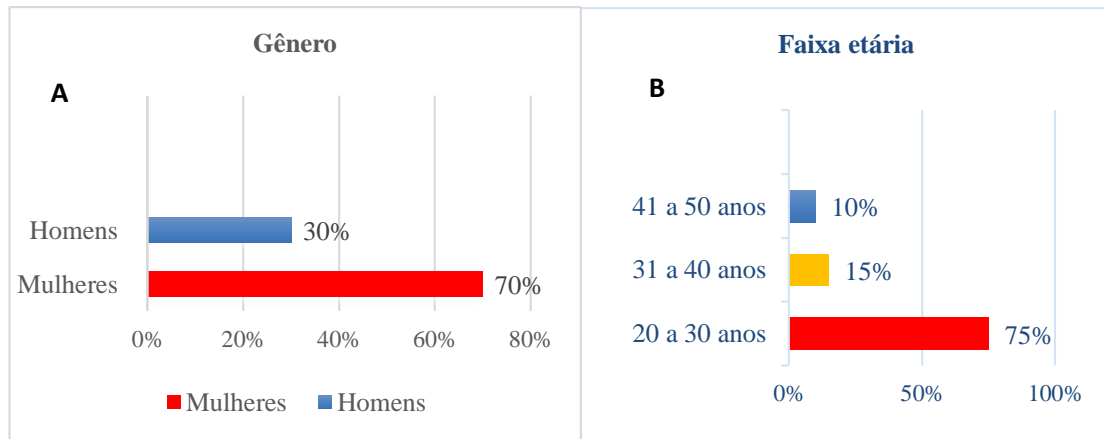 Gênero
A
Homens
30%
Mulheres
70%
0%
20%
40%
60%
80%
Mulheres
Homens
Faixa etária
B
41 a 50 anos
10%
31 a 40 anos
15%
20 a 30 anos
75%
0%
50%
100%